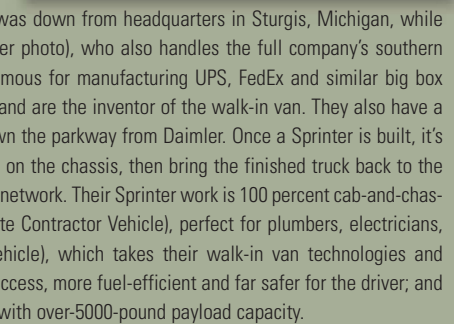 was down from headquarters in Sturgis, Michigan, while
er photo), who also handles the full company's southern
mous for manufacturing UPS, FedEx and similar big box
and are the inventor of the walk-in van. They also have a
wn the parkway from Daimler. Once a Sprinter is built, it's
on the chassis, then bring the finished truck back to the
network. Their Sprinter work is 100 percent cab-and-chas-
te Contractor Vehicle), perfect for plumbers, electricians,
ehicle), which takes their walk-in van technologies and
ccess, more fuel-efficient and far safer for the driver; and
with over-5000-pound payload capacity.